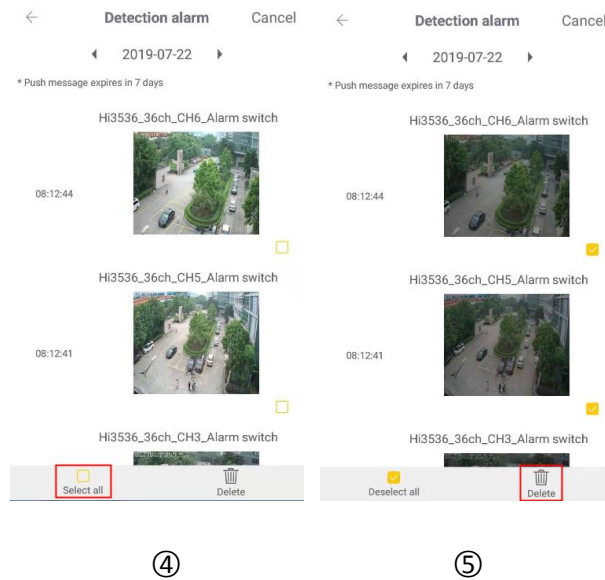 Detection alarm Cancel
2019-07-22
* Push message expires in 7 days
Hi3536_36ch_CH6_Alarm switch
08:12:44
Hi3536_36ch_CH5_Alarm switch
08:12:41
Hi3536_36ch_CH3_Alarm switch
Select all Delete
④
Detection alarm Cancel
2019-07-22
* Push message expires in 7 days
Hi3536_36ch_CH6_Alarm switch
08:12:44
Hi3536_36ch_CH5_Alarm switch
08:12:41
Hi3536_36ch_CH3_Alarm switch
Deselect all Delete
⑤